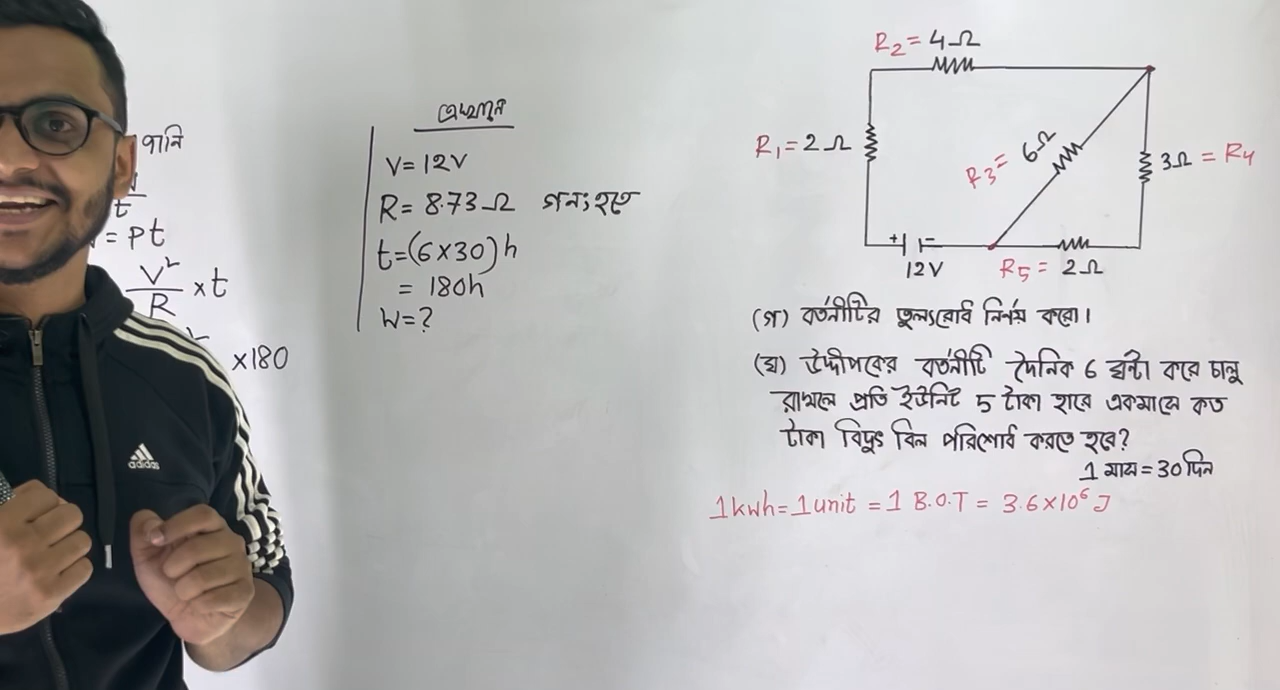 পানি
t
= Pt
V²
R
× t
×180
এখানে
V= 12V
R= 8.73Ω গনং হতে
t=(6×30)h
= 180h
W=?
R₂= 4Ω
R₁=2Ω
R₃= 6Ω
3Ω = R₄
+ -
12V
R₅= 2Ω
(গ) বর্তনীটির তুল্যরোধ নির্ণয় করো।
(ঘ) উদ্দীপকের বর্তনীটি দৈনিক 6 ঘন্টা করে চালু
রাখলে প্রতি ইউনিট 5 টাকা হারে একমাসে কত
টাকা বিদ্যুৎ বিল পরিশোধ করতে হবে?
1 মাস = 30 দিন
1kwh=1unit = 1 B.O.T = 3.6×10⁶ J
adidas